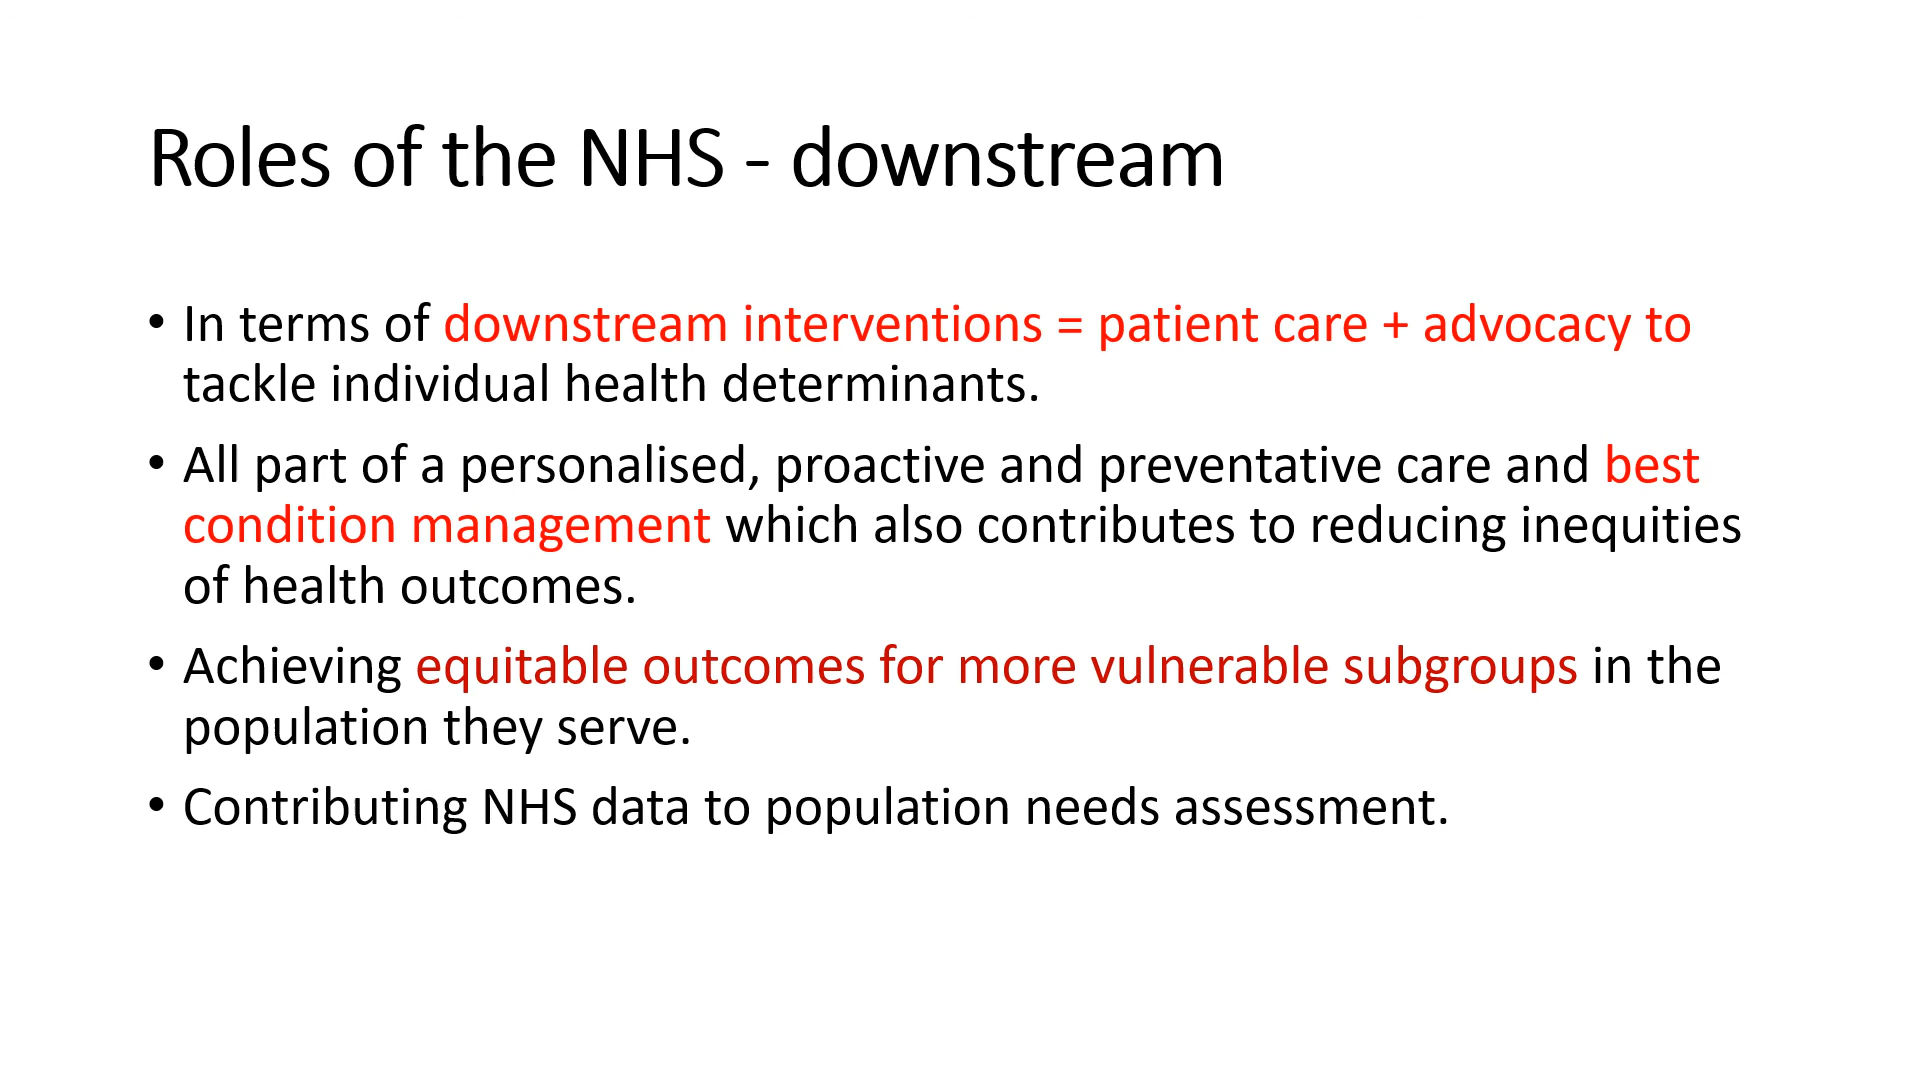 Roles of the NHS - downstream
• In terms of downstream interventions = patient care + advocacy to
tackle individual health determinants.
• All part of a personalised, proactive and preventative care and best
condition management which also contributes to reducing inequities
of health outcomes.
• Achieving equitable outcomes for more vulnerable subgroups in the
population they serve.
• Contributing NHS data to population needs assessment.